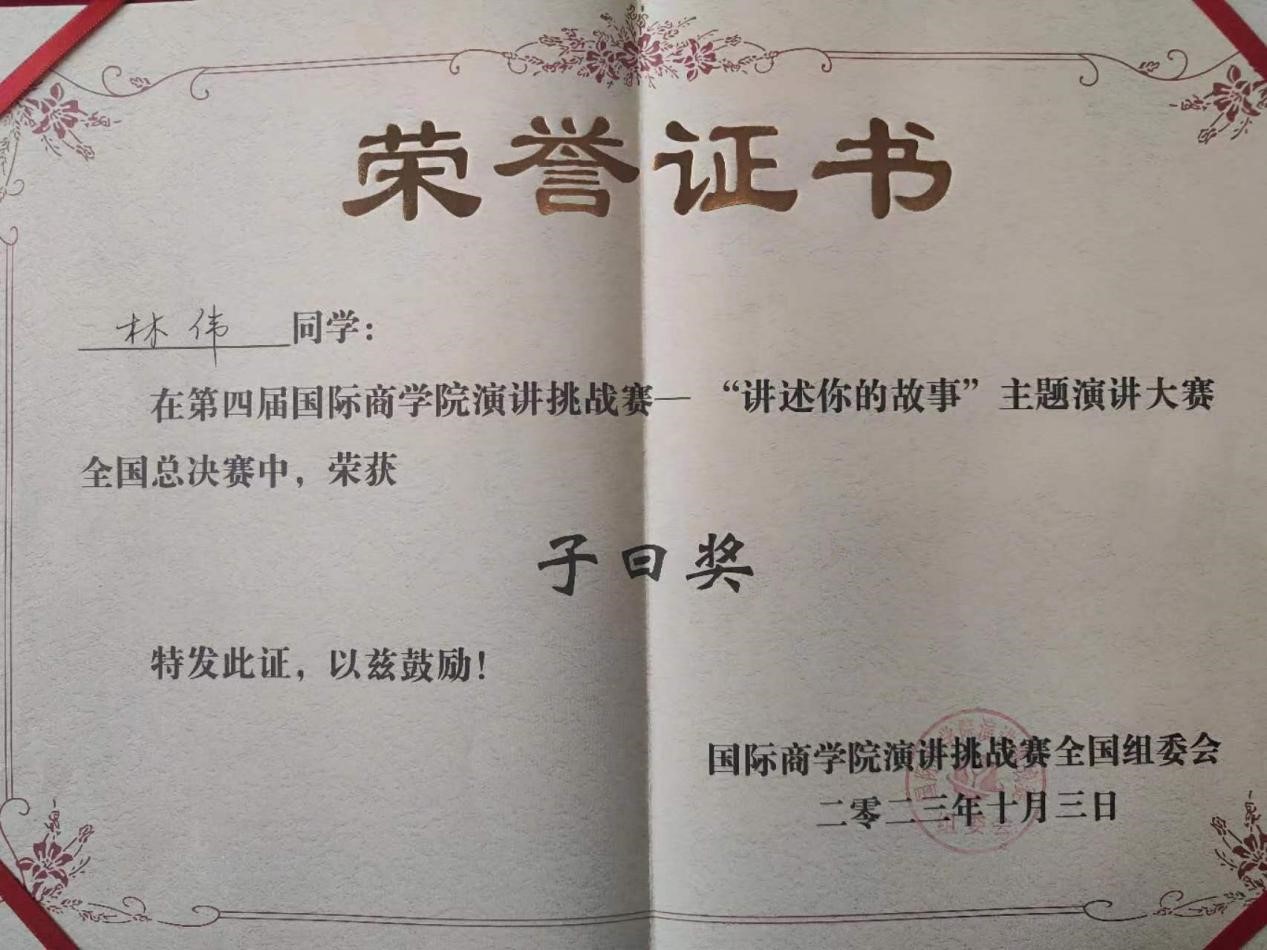 荣誉证书
林伟 同学：
在第四届国际商学院演讲挑战赛—“讲述你的故事”主题演讲大赛
全国总决赛中，荣获
子曰奖
特发此证，以兹鼓励！
国际商学院演讲挑战赛全国组委会
二零二三年十月三日
组委会